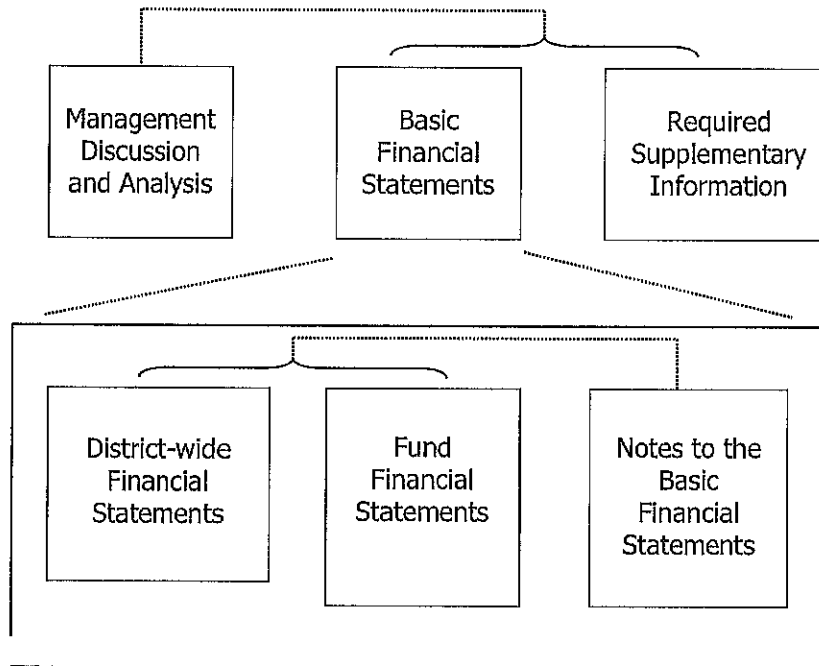 Management
Discussion
and Analysis
Basic
Financial
Statements
Required
Supplementary
Information
District-wide
Financial
Statements
Fund
Financial
Statements
Notes to the
Basic
Financial
Statements